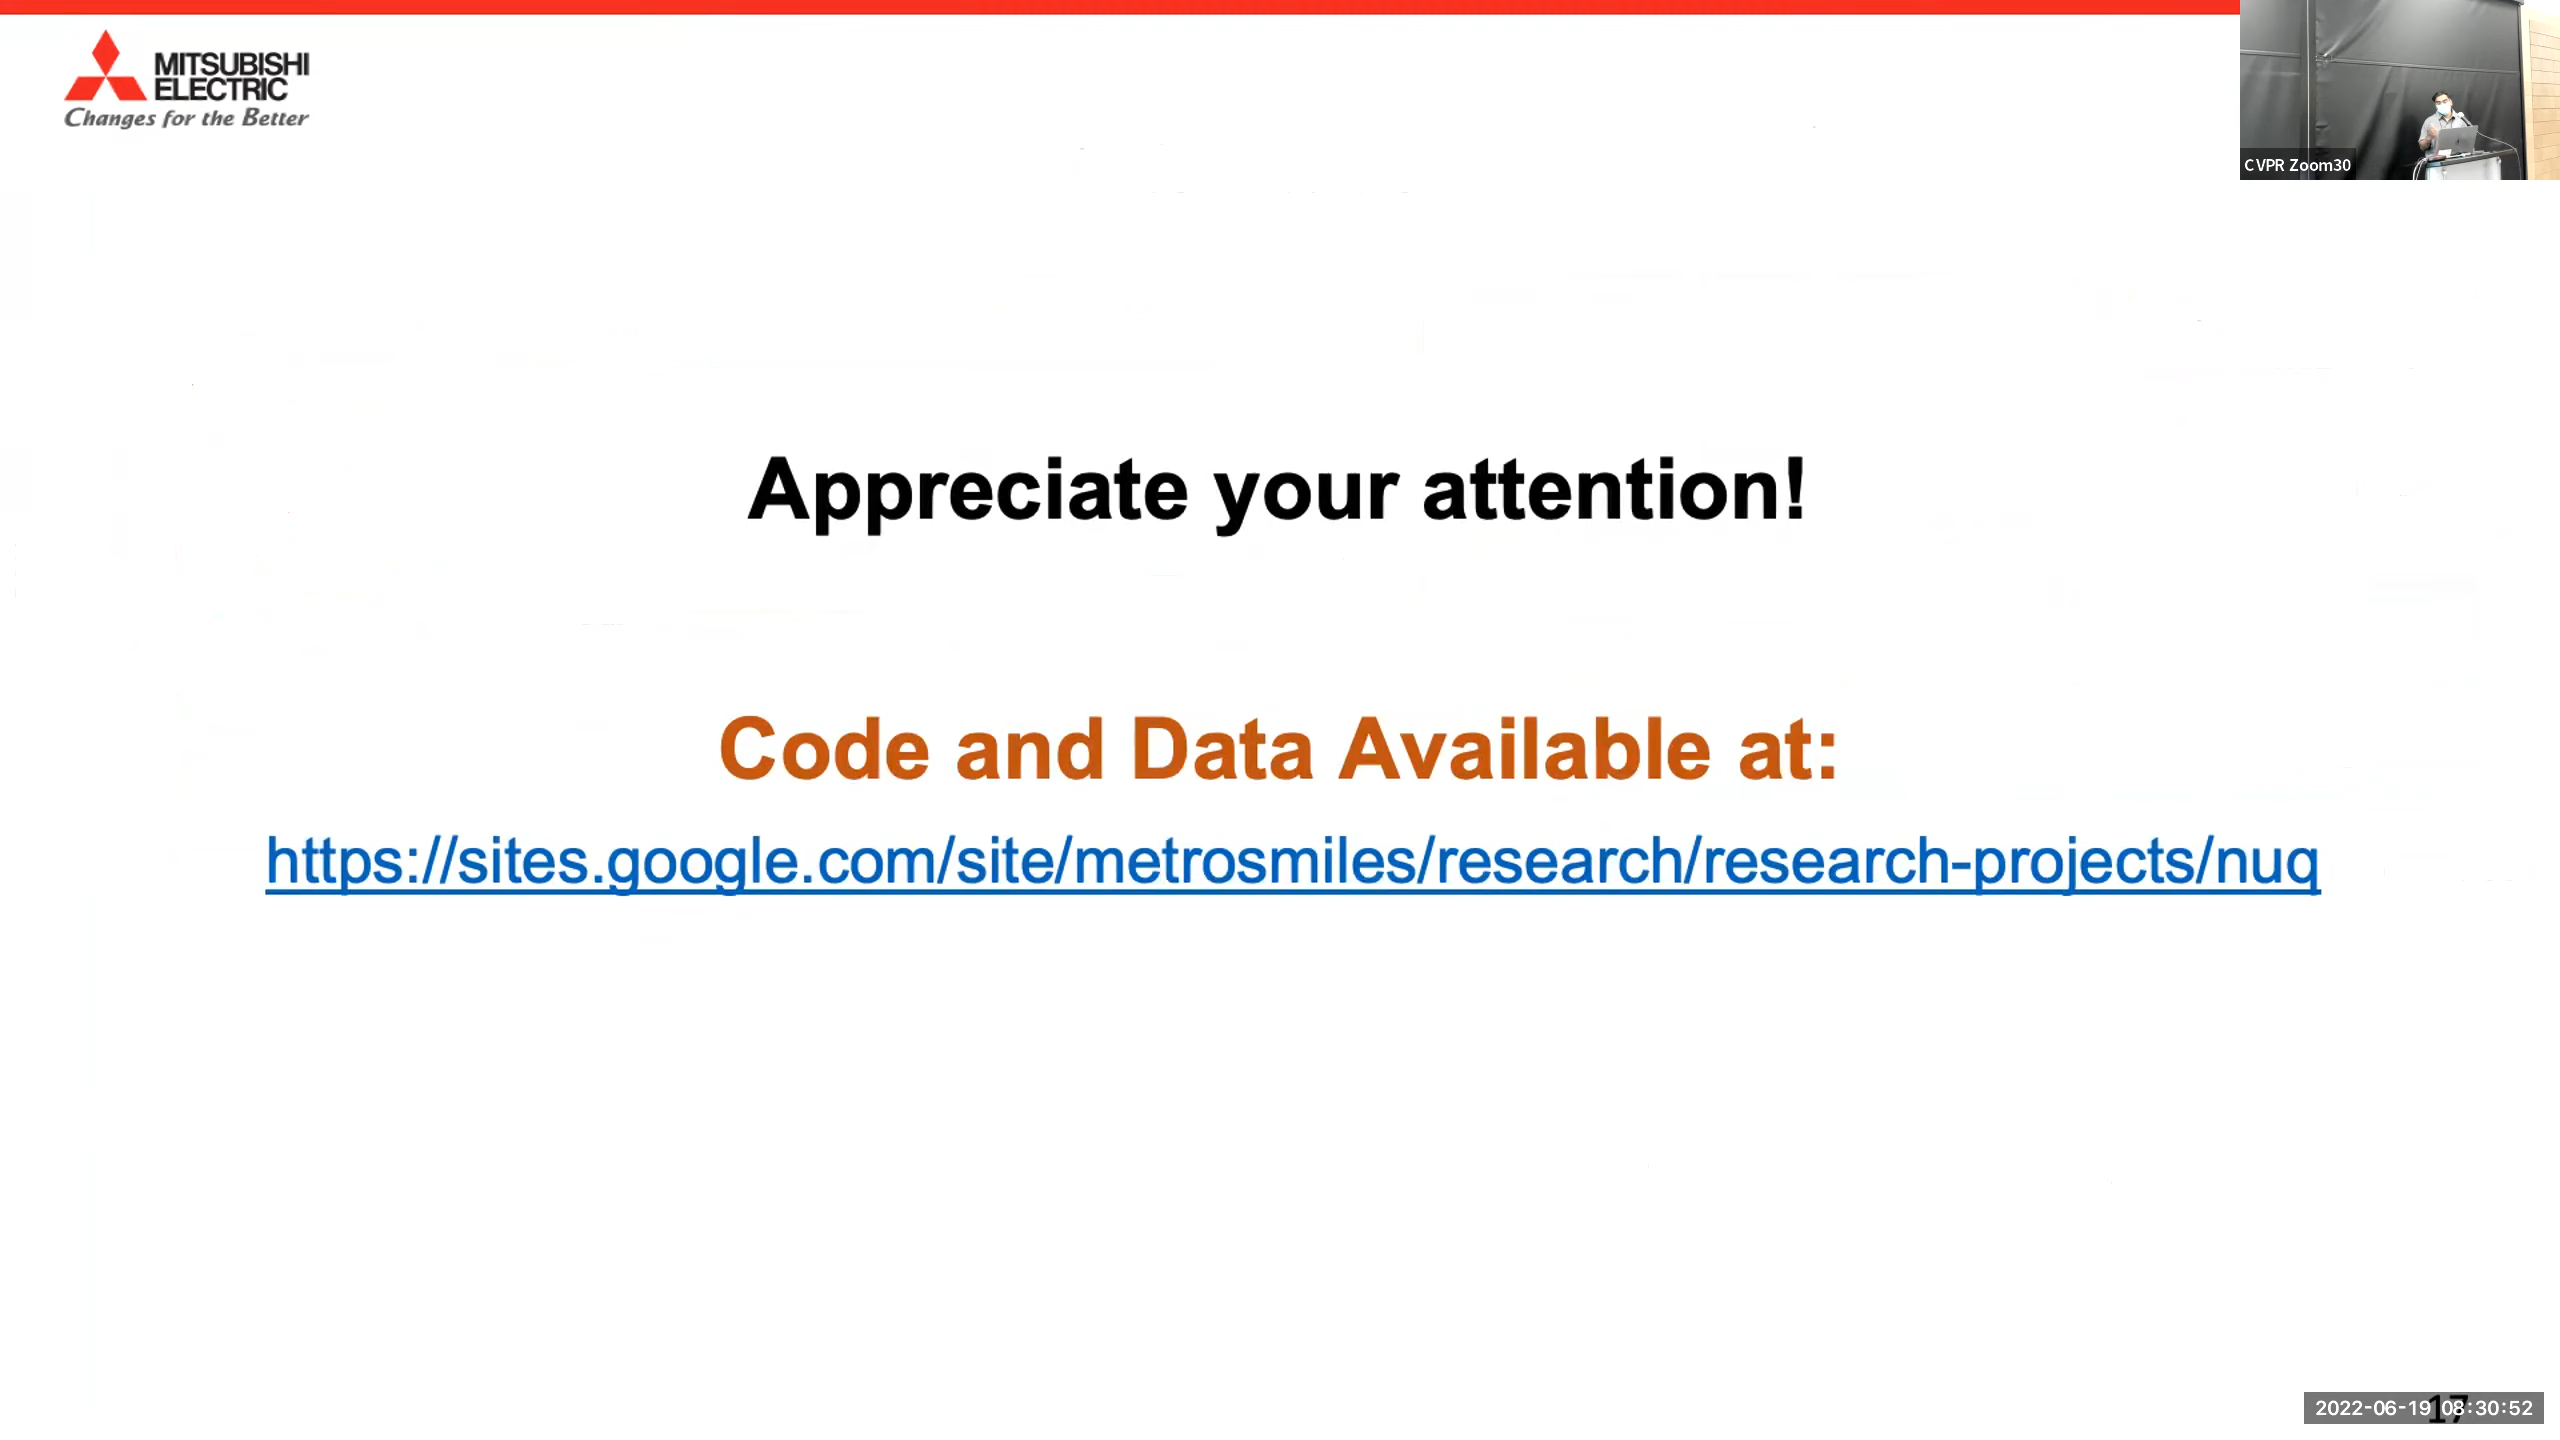 MITSUBISHI
ELECTRIC
Changes for the Better
CVPR Zoom30
Appreciate your attention!
Code and Data Available at:
https://sites.google.com/site/metrosmiles/research/research-projects/nuq
17
2022-06-19 08:30:52